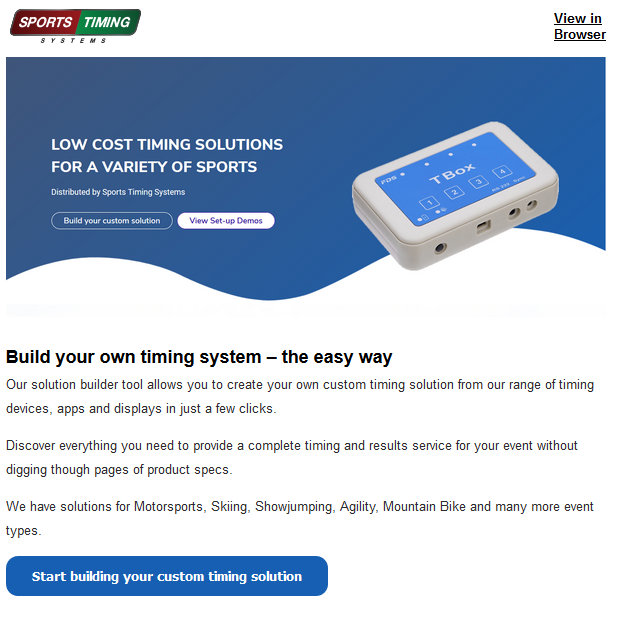 SPORTS TIMING
SYSTEMS
View in
Browser
LOW COST TIMING SOLUTIONS
FOR A VARIETY OF SPORTS
Distributed by Sports Timing Systems
Build your custom solution
View Set-up Demos
FDS
TBox
1 2 3 4
RS 232
Sync
Build your own timing system – the easy way
Our solution builder tool allows you to create your own custom timing solution from our range of timing
devices, apps and displays in just a few clicks.
Discover everything you need to provide a complete timing and results service for your event without
digging though pages of product specs.
We have solutions for Motorsports, Skiing, Showjumping, Agility, Mountain Bike and many more event
types.
Start building your custom timing solution